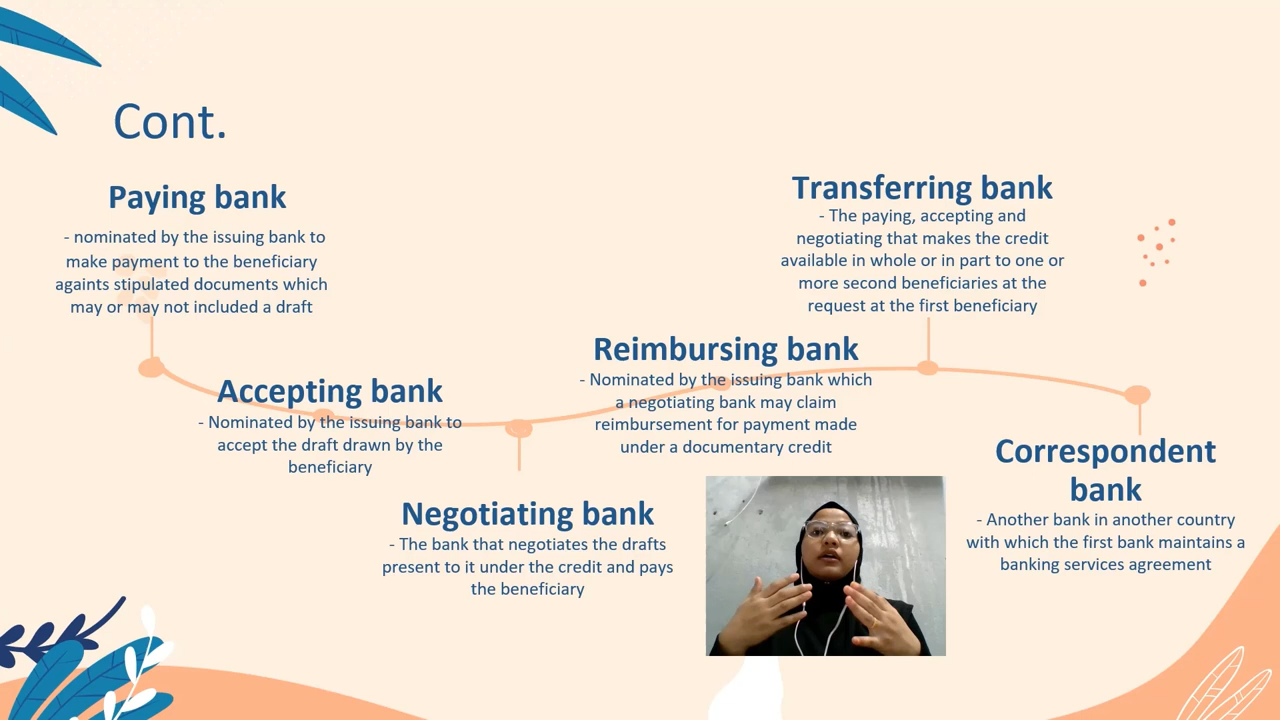 Cont.
Paying bank
- nominated by the issuing bank to
make payment to the beneficiary
againts stipulated documents which
may or may not included a draft
Accepting bank
- Nominated by the issuing bank to
accept the draft drawn by the
beneficiary
Negotiating bank
- The bank that negotiates the drafts
present to it under the credit and pays
the beneficiary
Reimbursing bank
- Nominated by the issuing bank which
a negotiating bank may claim
reimbursement for payment made
under a documentary credit
Transferring bank
- The paying, accepting and
negotiating that makes the credit
available in whole or in part to one or
more second beneficiaries at the
request at the first beneficiary
Correspondent
bank
- Another bank in another country
with which the first bank maintains a
banking services agreement